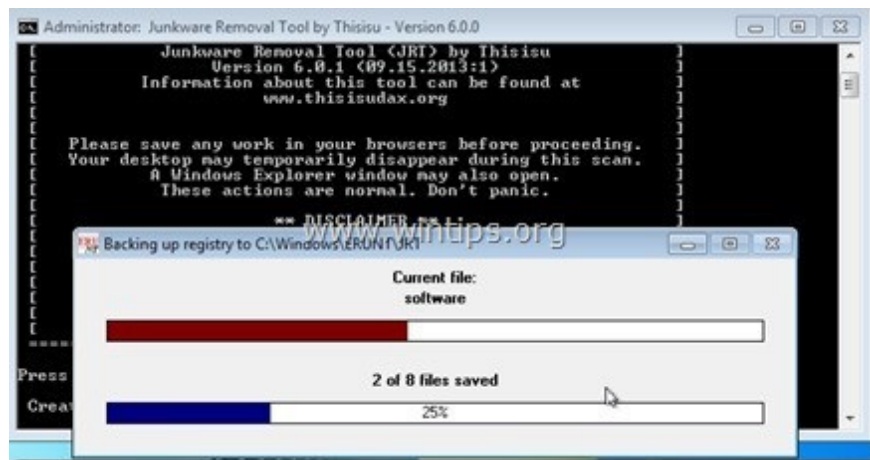 Administrator: Junkware Removal Tool by Thisisu - Version 6.0.0
[ Junkware Removal Tool (JRT) by Thisisu ]
[ Version 6.0.1 (09.15.2013:1) ]
[ Information about this tool can be found at ]
[ www.thisisudax.org ]
[ Please save any work in your browsers before proceeding. ]
[ Your desktop may temporarily disappear during this scan. ]
[ A Windows Explorer window may also open. ]
[ These actions are normal. Don't panic. ]
[ ** DISCLAIMER ** ]
www.wintips.org
Backing up registry to C:\Windows\ERUNT\JRT
Current file:
software
Press
2 of 8 files saved
25%